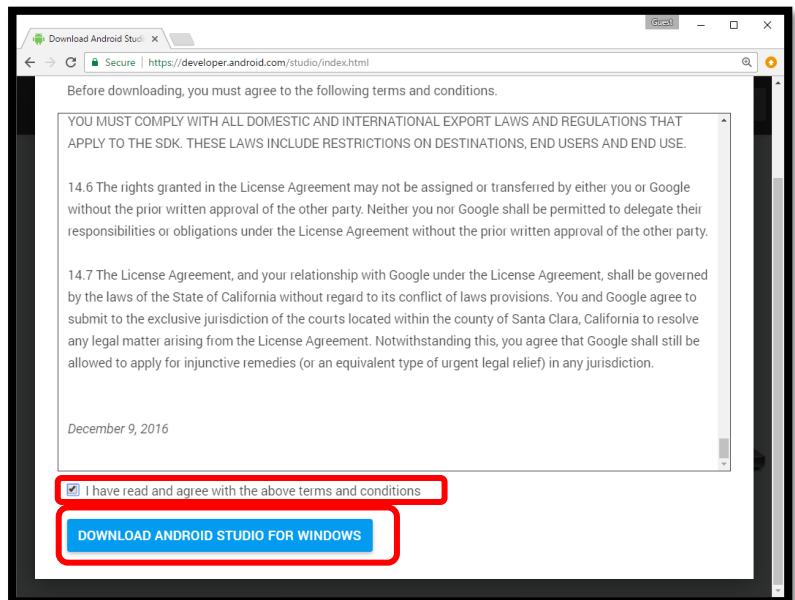 Guest
Download Android Studi
Secure | https://developer.android.com/studio/index.html
Before downloading, you must agree to the following terms and conditions.
YOU MUST COMPLY WITH ALL DOMESTIC AND INTERNATIONAL EXPORT LAWS AND REGULATIONS THAT
APPLY TO THE SDK. THESE LAWS INCLUDE RESTRICTIONS ON DESTINATIONS, END USERS AND END USE.
14.6 The rights granted in the License Agreement may not be assigned or transferred by either you or Google
without the prior written approval of the other party. Neither you nor Google shall be permitted to delegate their
responsibilities or obligations under the License Agreement without the prior written approval of the other party.
14.7 The License Agreement, and your relationship with Google under the License Agreement, shall be governed
by the laws of the State of California without regard to its conflict of laws provisions. You and Google agree to
submit to the exclusive jurisdiction of the courts located within the county of Santa Clara, California to resolve
any legal matter arising from the License Agreement. Notwithstanding this, you agree that Google shall still be
allowed to apply for injunctive remedies (or an equivalent type of urgent legal relief) in any jurisdiction.
December 9, 2016
I have read and agree with the above terms and conditions
DOWNLOAD ANDROID STUDIO FOR WINDOWS